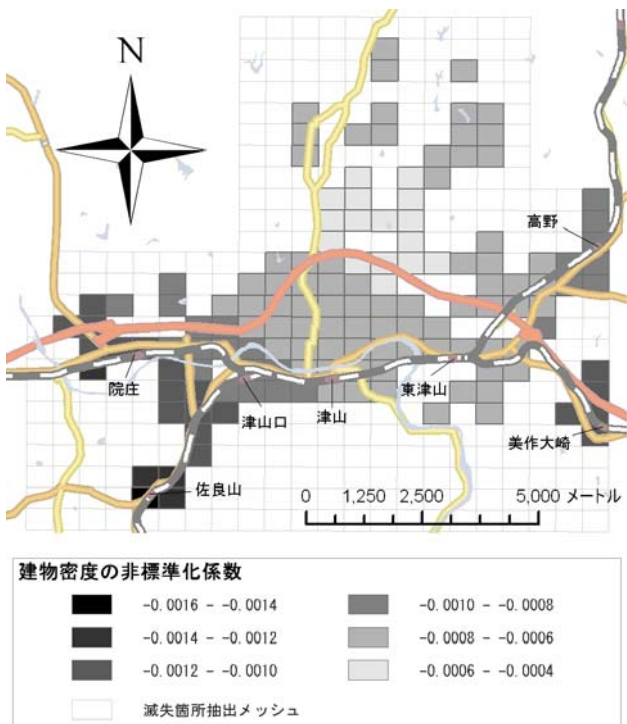 N
高野
院庄
津山口
津山
東津山
美作大崎
佐良山
0 1,250 2,500 5,000 メートル
建物密度の非標準化係数
-0.0016 - -0.0014
-0.0014 - -0.0012
-0.0012 - -0.0010
-0.0010 - -0.0008
-0.0008 - -0.0006
-0.0006 - -0.0004
滅失箇所抽出メッシュ